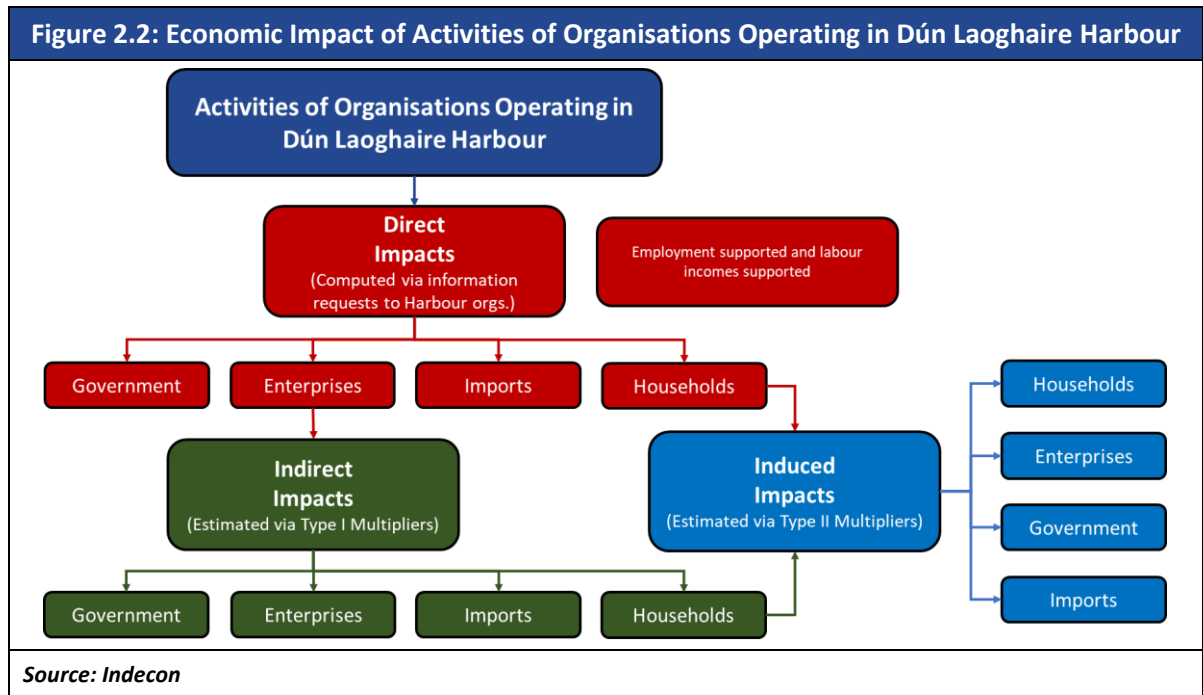 Figure 2.2: Economic Impact of Activities of Organisations Operating in Dún Laoghaire Harbour
Activities of Organisations Operating in
Dún Laoghaire Harbour
Direct
Impacts
(Computed via information
requests to Harbour orgs.)
Employment supported and labour
incomes supported
Government
Enterprises
Imports
Households
Indirect
Impacts
(Estimated via Type I Multipliers)
Induced
Impacts
(Estimated via Type II Multipliers)
Households
Enterprises
Government
Imports
Government
Enterprises
Imports
Households
Source: Indecon